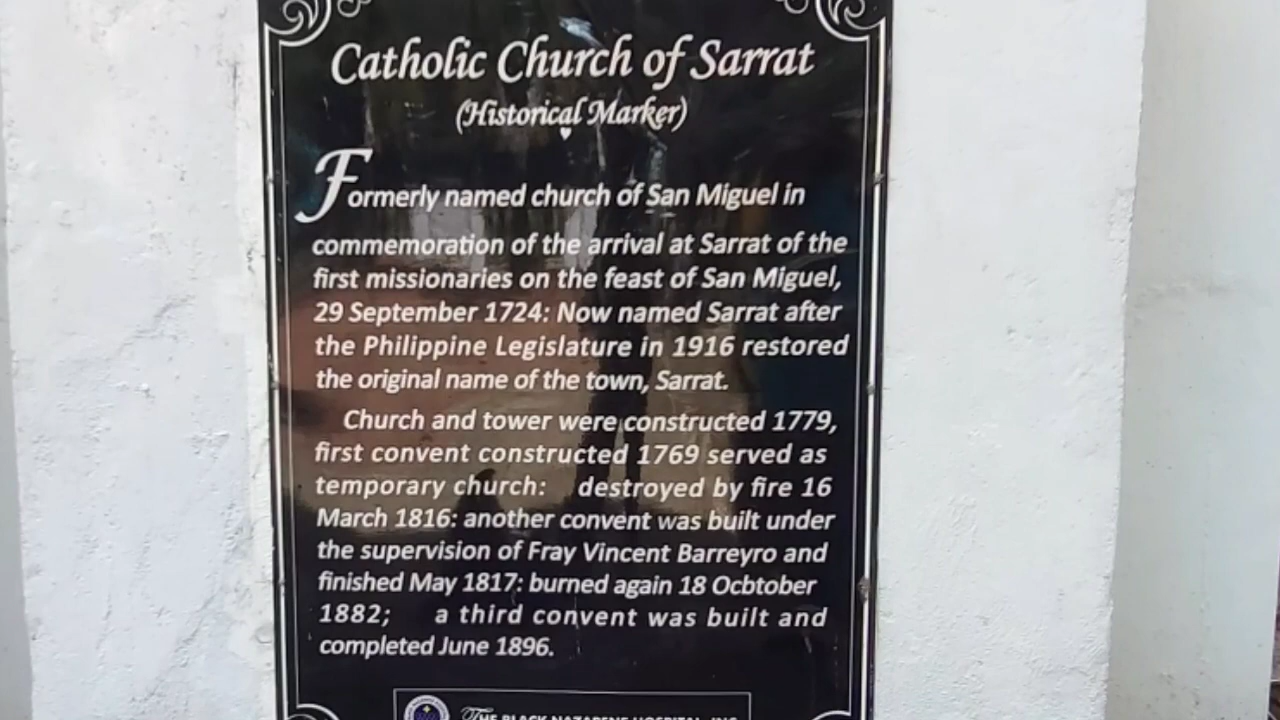 Catholic Church of Sarrat
(Historical Marker)
Formerly named church of San Miguel in
commemoration of the arrival at Sarrat of the
first missionaries on the feast of San Miguel,
29 September 1724: Now named Sarrat after
the Philippine Legislature in 1916 restored
the original name of the town, Sarrat.
Church and tower were constructed 1779,
first convent constructed 1769 served as
temporary church: destroyed by fire 16
March 1816: another convent was built under
the supervision of Fray Vincent Barreyro and
finished May 1817: burned again 18 Ocbtober
1882; a third convent was built and
completed June 1896.
THE BLACK NAZARENE HOSPITAL, INC.